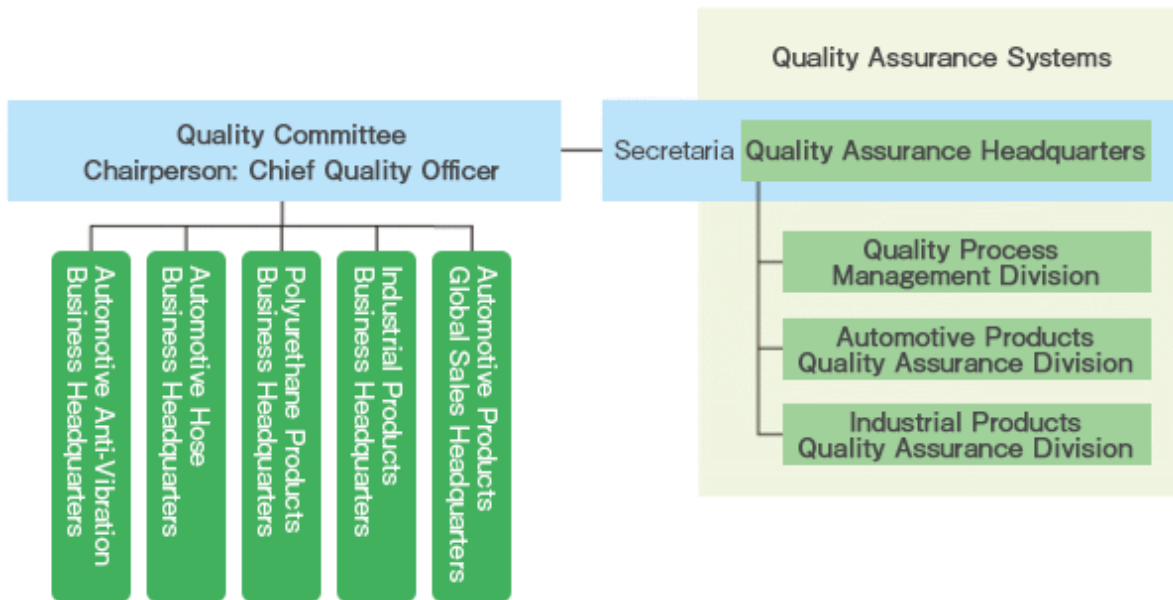 Quality Assurance Systems
Quality Committee
Chairperson: Chief Quality Officer
Secretaria
Quality Assurance Headquarters
Quality Process
Management Division
Automotive Products
Quality Assurance Division
Industrial Products
Quality Assurance Division
Automotive Anti-Vibration
Business Headquarters
Automotive Hose
Business Headquarters
Polyurethane Products
Business Headquarters
Industrial Products
Business Headquarters
Automotive Products
Global Sales Headquarters